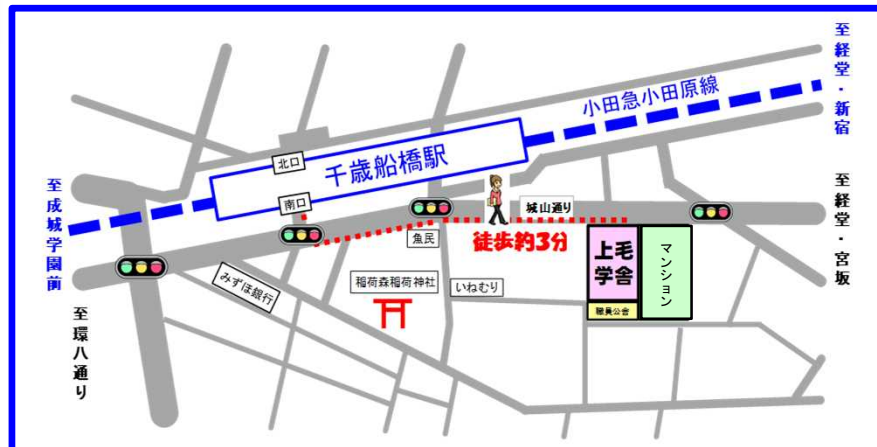 至経堂・新宿
小田急小田原線
千歳船橋駅
北口
南口
至成城学園前
至経堂・宮坂
城山通り
魚民
徒歩約3分
上毛
学舎
マンション
職員公舎
みずほ銀行
稲荷森稲荷神社
いねむり
至環八通り